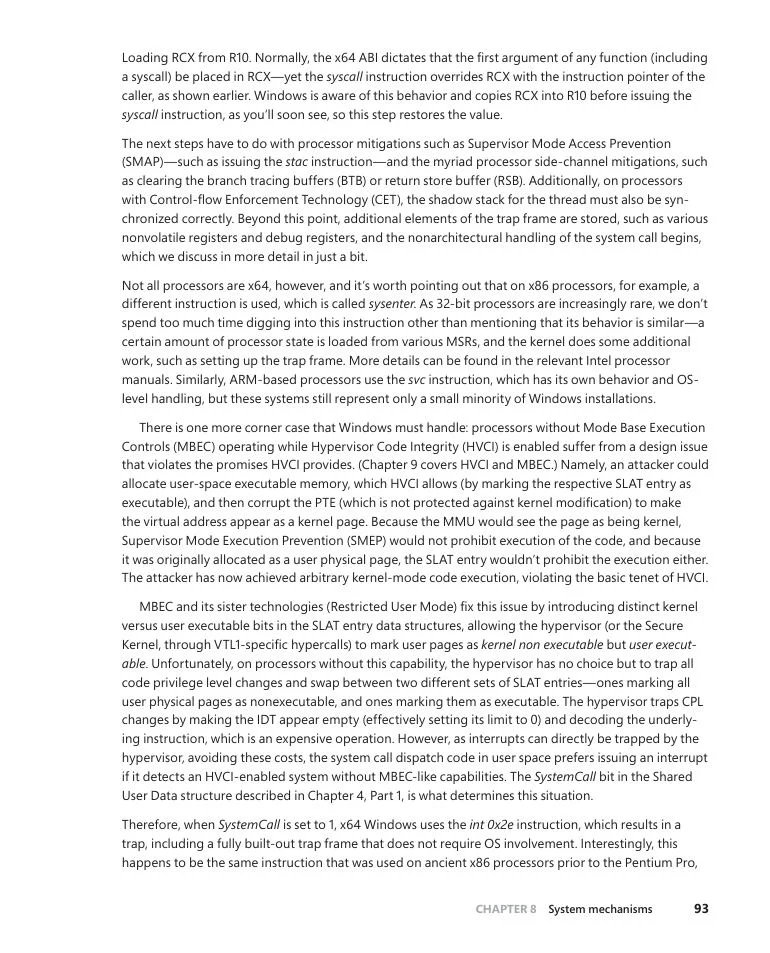 Loading RCX from R10. Normally, the x64 ABI dictates that the first argument of any function (including
a syscall) be placed in RCX—yet the syscall instruction overrides RCX with the instruction pointer of the
caller, as shown earlier. Windows is aware of this behavior and copies RCX into R10 before issuing the
syscall instruction, as you’ll soon see, so this step restores the value.
The next steps have to do with processor mitigations such as Supervisor Mode Access Prevention
(SMAP)—such as issuing the stac instruction—and the myriad processor side-channel mitigations, such
as clearing the branch tracing buffers (BTB) or return store buffer (RSB). Additionally, on processors
with Control-flow Enforcement Technology (CET), the shadow stack for the thread must also be syn-
chronized correctly. Beyond this point, additional elements of the trap frame are stored, such as various
nonvolatile registers and debug registers, and the nonarchitectural handling of the system call begins,
which we discuss in more detail in just a bit.
Not all processors are x64, however, and it’s worth pointing out that on x86 processors, for example, a
different instruction is used, which is called sysenter. As 32-bit processors are increasingly rare, we don’t
spend too much time digging into this instruction other than mentioning that its behavior is similar—a
certain amount of processor state is loaded from various MSRs, and the kernel does some additional
work, such as setting up the trap frame. More details can be found in the relevant Intel processor
manuals. Similarly, ARM-based processors use the svc instruction, which has its own behavior and OS-
level handling, but these systems still represent only a small minority of Windows installations.
There is one more corner case that Windows must handle: processors without Mode Base Execution
Controls (MBEC) operating while Hypervisor Code Integrity (HVCI) is enabled suffer from a design issue
that violates the promises HVCI provides. (Chapter 9 covers HVCI and MBEC.) Namely, an attacker could
allocate user-space executable memory, which HVCI allows (by marking the respective SLAT entry as
executable), and then corrupt the PTE (which is not protected against kernel modification) to make
the virtual address appear as a kernel page. Because the MMU would see the page as being kernel,
Supervisor Mode Execution Prevention (SMEP) would not prohibit execution of the code, and because
it was originally allocated as a user physical page, the SLAT entry wouldn’t prohibit the execution either.
The attacker has now achieved arbitrary kernel-mode code execution, violating the basic tenet of HVCI.
MBEC and its sister technologies (Restricted User Mode) fix this issue by introducing distinct kernel
versus user executable bits in the SLAT entry data structures, allowing the hypervisor (or the Secure
Kernel, through VTL1-specific hypercalls) to mark user pages as kernel non executable but user execut-
able. Unfortunately, on processors without this capability, the hypervisor has no choice but to trap all
code privilege level changes and swap between two different sets of SLAT entries—ones marking all
user physical pages as nonexecutable, and ones marking them as executable. The hypervisor traps CPL
changes by making the IDT appear empty (effectively setting its limit to 0) and decoding the underly-
ing instruction, which is an expensive operation. However, as interrupts can directly be trapped by the
hypervisor, avoiding these costs, the system call dispatch code in user space prefers issuing an interrupt
if it detects an HVCI-enabled system without MBEC-like capabilities. The SystemCall bit in the Shared
User Data structure described in Chapter 4, Part 1, is what determines this situation.
Therefore, when SystemCall is set to 1, x64 Windows uses the int 0x2e instruction, which results in a
trap, including a fully built-out trap frame that does not require OS involvement. Interestingly, this
happens to be the same instruction that was used on ancient x86 processors prior to the Pentium Pro,
CHAPTER 8 System mechanisms 93